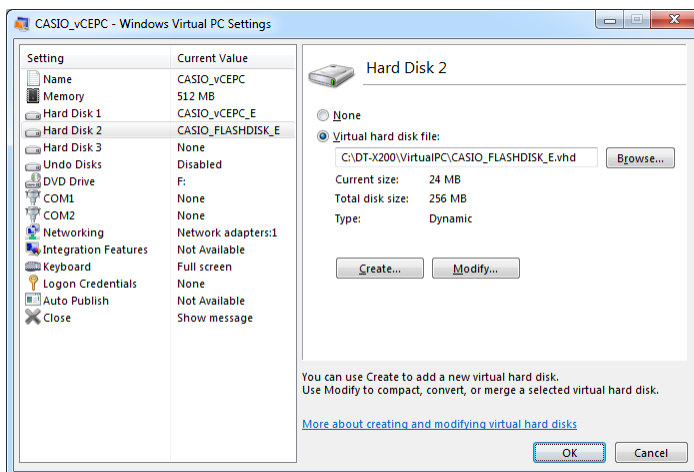 CASIO_vCEPC - Windows Virtual PC Settings
Setting Current Value
Name CASIO_vCEPC
Memory 512 MB
Hard Disk 1 CASIO_vCEPC_E
Hard Disk 2 CASIO_FLASHDISK_E
Hard Disk 3 None
Undo Disks Disabled
DVD Drive F:
COM1 None
COM2 None
Networking Network adapters:1
Integration Features Not Available
Keyboard Full screen
Logon Credentials None
Auto Publish Not Available
Close Show message
Hard Disk 2
None
Virtual hard disk file:
C:\DT-X200\VirtualPC\CASIO_FLASHDISK_E.vhd Browse...
Current size: 24 MB
Total disk size: 256 MB
Type: Dynamic
Create... Modify...
You can use Create to add a new virtual hard disk.
Use Modify to compact, convert, or merge a selected virtual hard disk.
More about creating and modifying virtual hard disks
OK Cancel